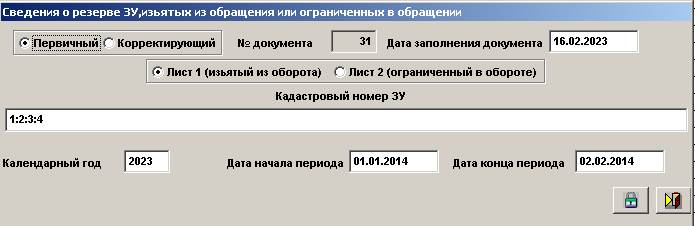 Сведения о резерве ЗУ,изъятых из обращения или ограниченных в обращении
Первичный Корректирующий № документа 31 Дата заполнения документа 16.02.2023
Лист 1 (изьятый из оборота) Лист 2 (ограниченный в обороте)
Кадастровый номер ЗУ
1:2:3:4
Календарный год 2023 Дата начала периода 01.01.2014 Дата конца периода 02.02.2014